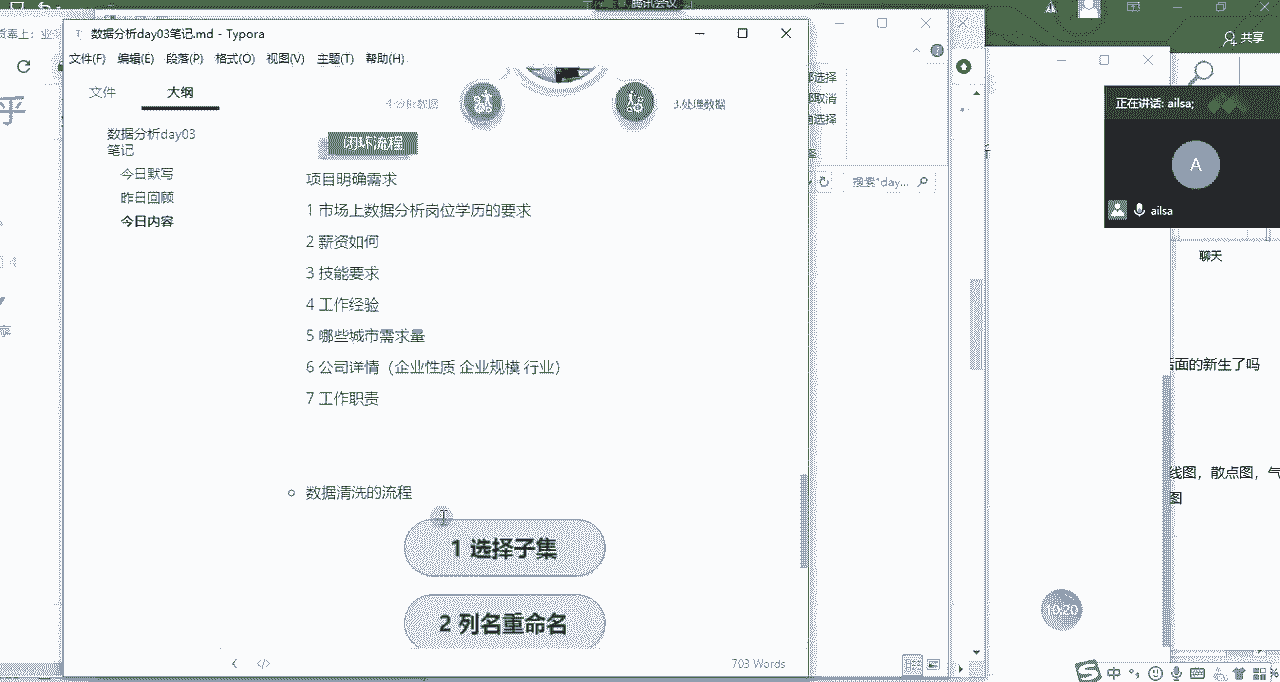 腾讯会议
数据分析day03笔记.md - Typora
共享
文件(F) 编辑(E) 段落(P) 格式(O) 视图(V) 主题(T) 帮助(H)
文件 大纲
数据分析day03
笔记
今日默写
昨日回顾
今日内容
3.处理数据
闭环流程
项目明确需求
1 市场上数据分析岗位学历的要求
2 薪资如何
3 技能要求
4 工作经验
5 哪些城市需求量
6 公司详情（企业性质 企业规模 行业）
7 工作职责
数据清洗的流程
1 选择子集
2 列名重命名
703 Words
搜索"day...
正在讲话: ailsa;
A
ailsa
聊天
后面的新生了吗
线图，散点图，气
图
10:20
中